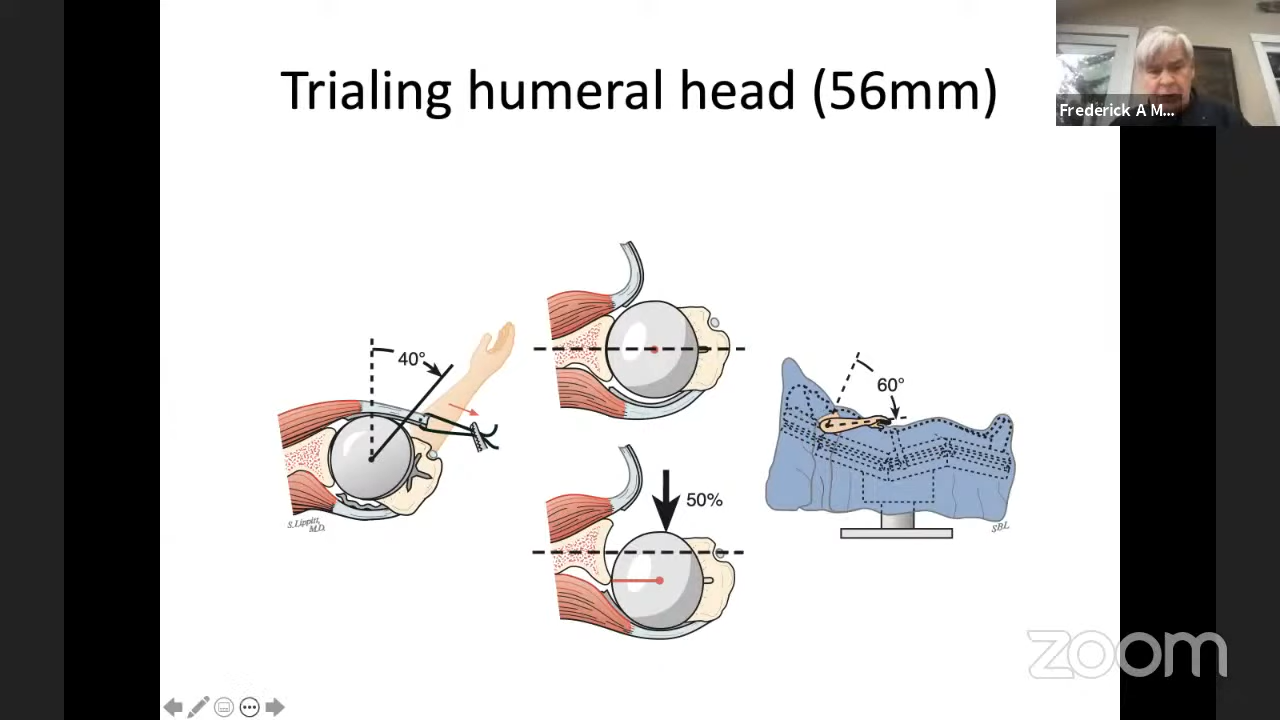 Trialing humeral head (56mm)
Frederick A M...
40°
S. Lippitt,
M.D.
50%
60°
SBL
zoom